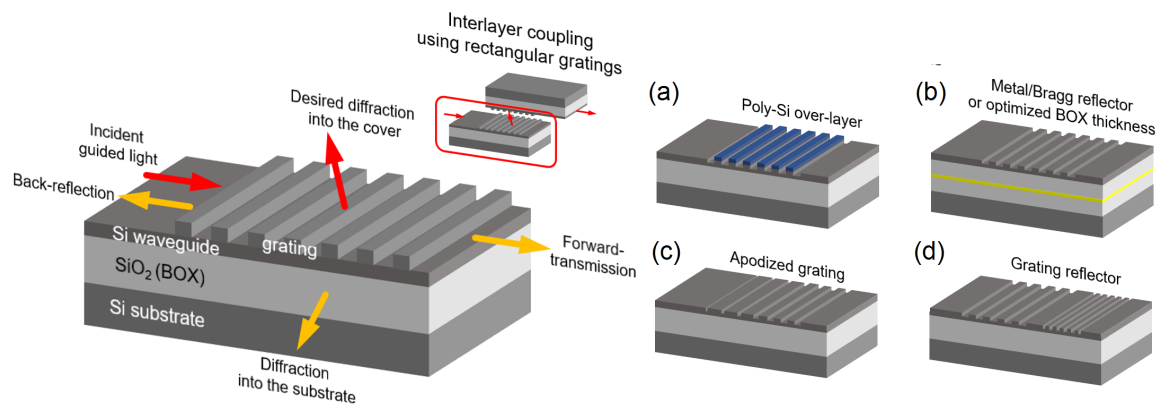 Interlayer coupling
using rectangular gratings
Desired diffraction
into the cover
Incident
guided light
Back-reflection
Si waveguide
grating
Forward-
transmission
SiO₂ (BOX)
Si substrate
Diffraction
into the substrate
(a)
Poly-Si over-layer
(b)
Metal/Bragg reflector
or optimized BOX thickness
(c)
Apodized grating
(d)
Grating reflector